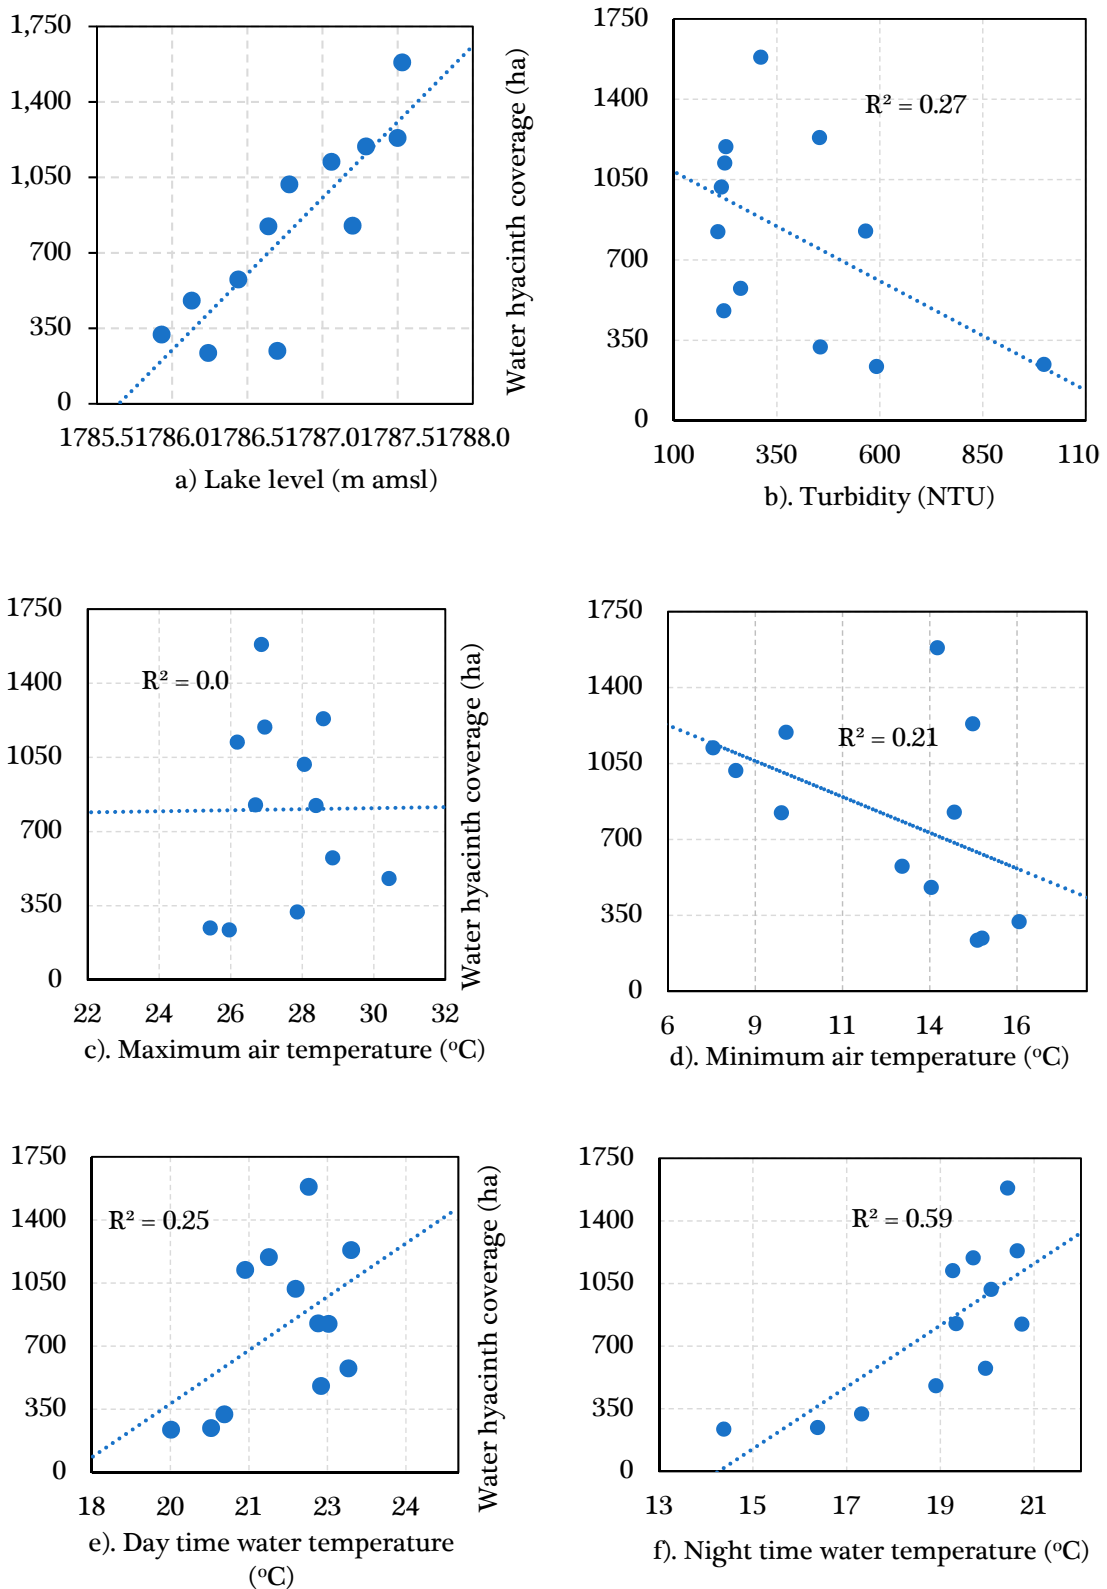 1,750
1,400
1,050
700
350
0
1785.51786.01786.51787.01787.51788.0
a) Lake level (m amsl)
Water hyacinth coverage (ha)
1750
1400
1050
700
350
0
R² = 0.27
100 350 600 850 110
b). Turbidity (NTU)
1750
1400
1050
700
350
0
R² = 0.0
22 24 26 28 30 32
c). Maximum air temperature (ºC)
Water hyacinth coverage (ha)
1750
1400
1050
700
350
0
R² = 0.21
6 9 11 14 16
d). Minimum air temperature (ºC)
1750
1400
1050
700
350
0
R² = 0.25
18 20 21 23 24
e). Day time water temperature
(ºC)
Water hyacinth coverage (ha)
1750
1400
1050
700
350
0
R² = 0.59
13 15 17 19 21
f). Night time water temperature (ºC)